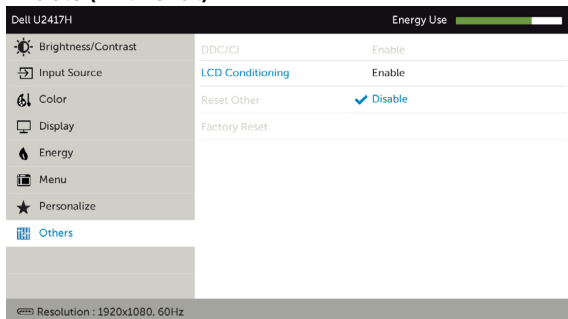 Dell U2417H Energy Use
Brightness/Contrast DDC/CI Enable
Input Source LCD Conditioning Enable
Color Reset Other Disable
Display Factory Reset
Energy
Menu
Personalize
Others
Resolution : 1920x1080, 60Hz